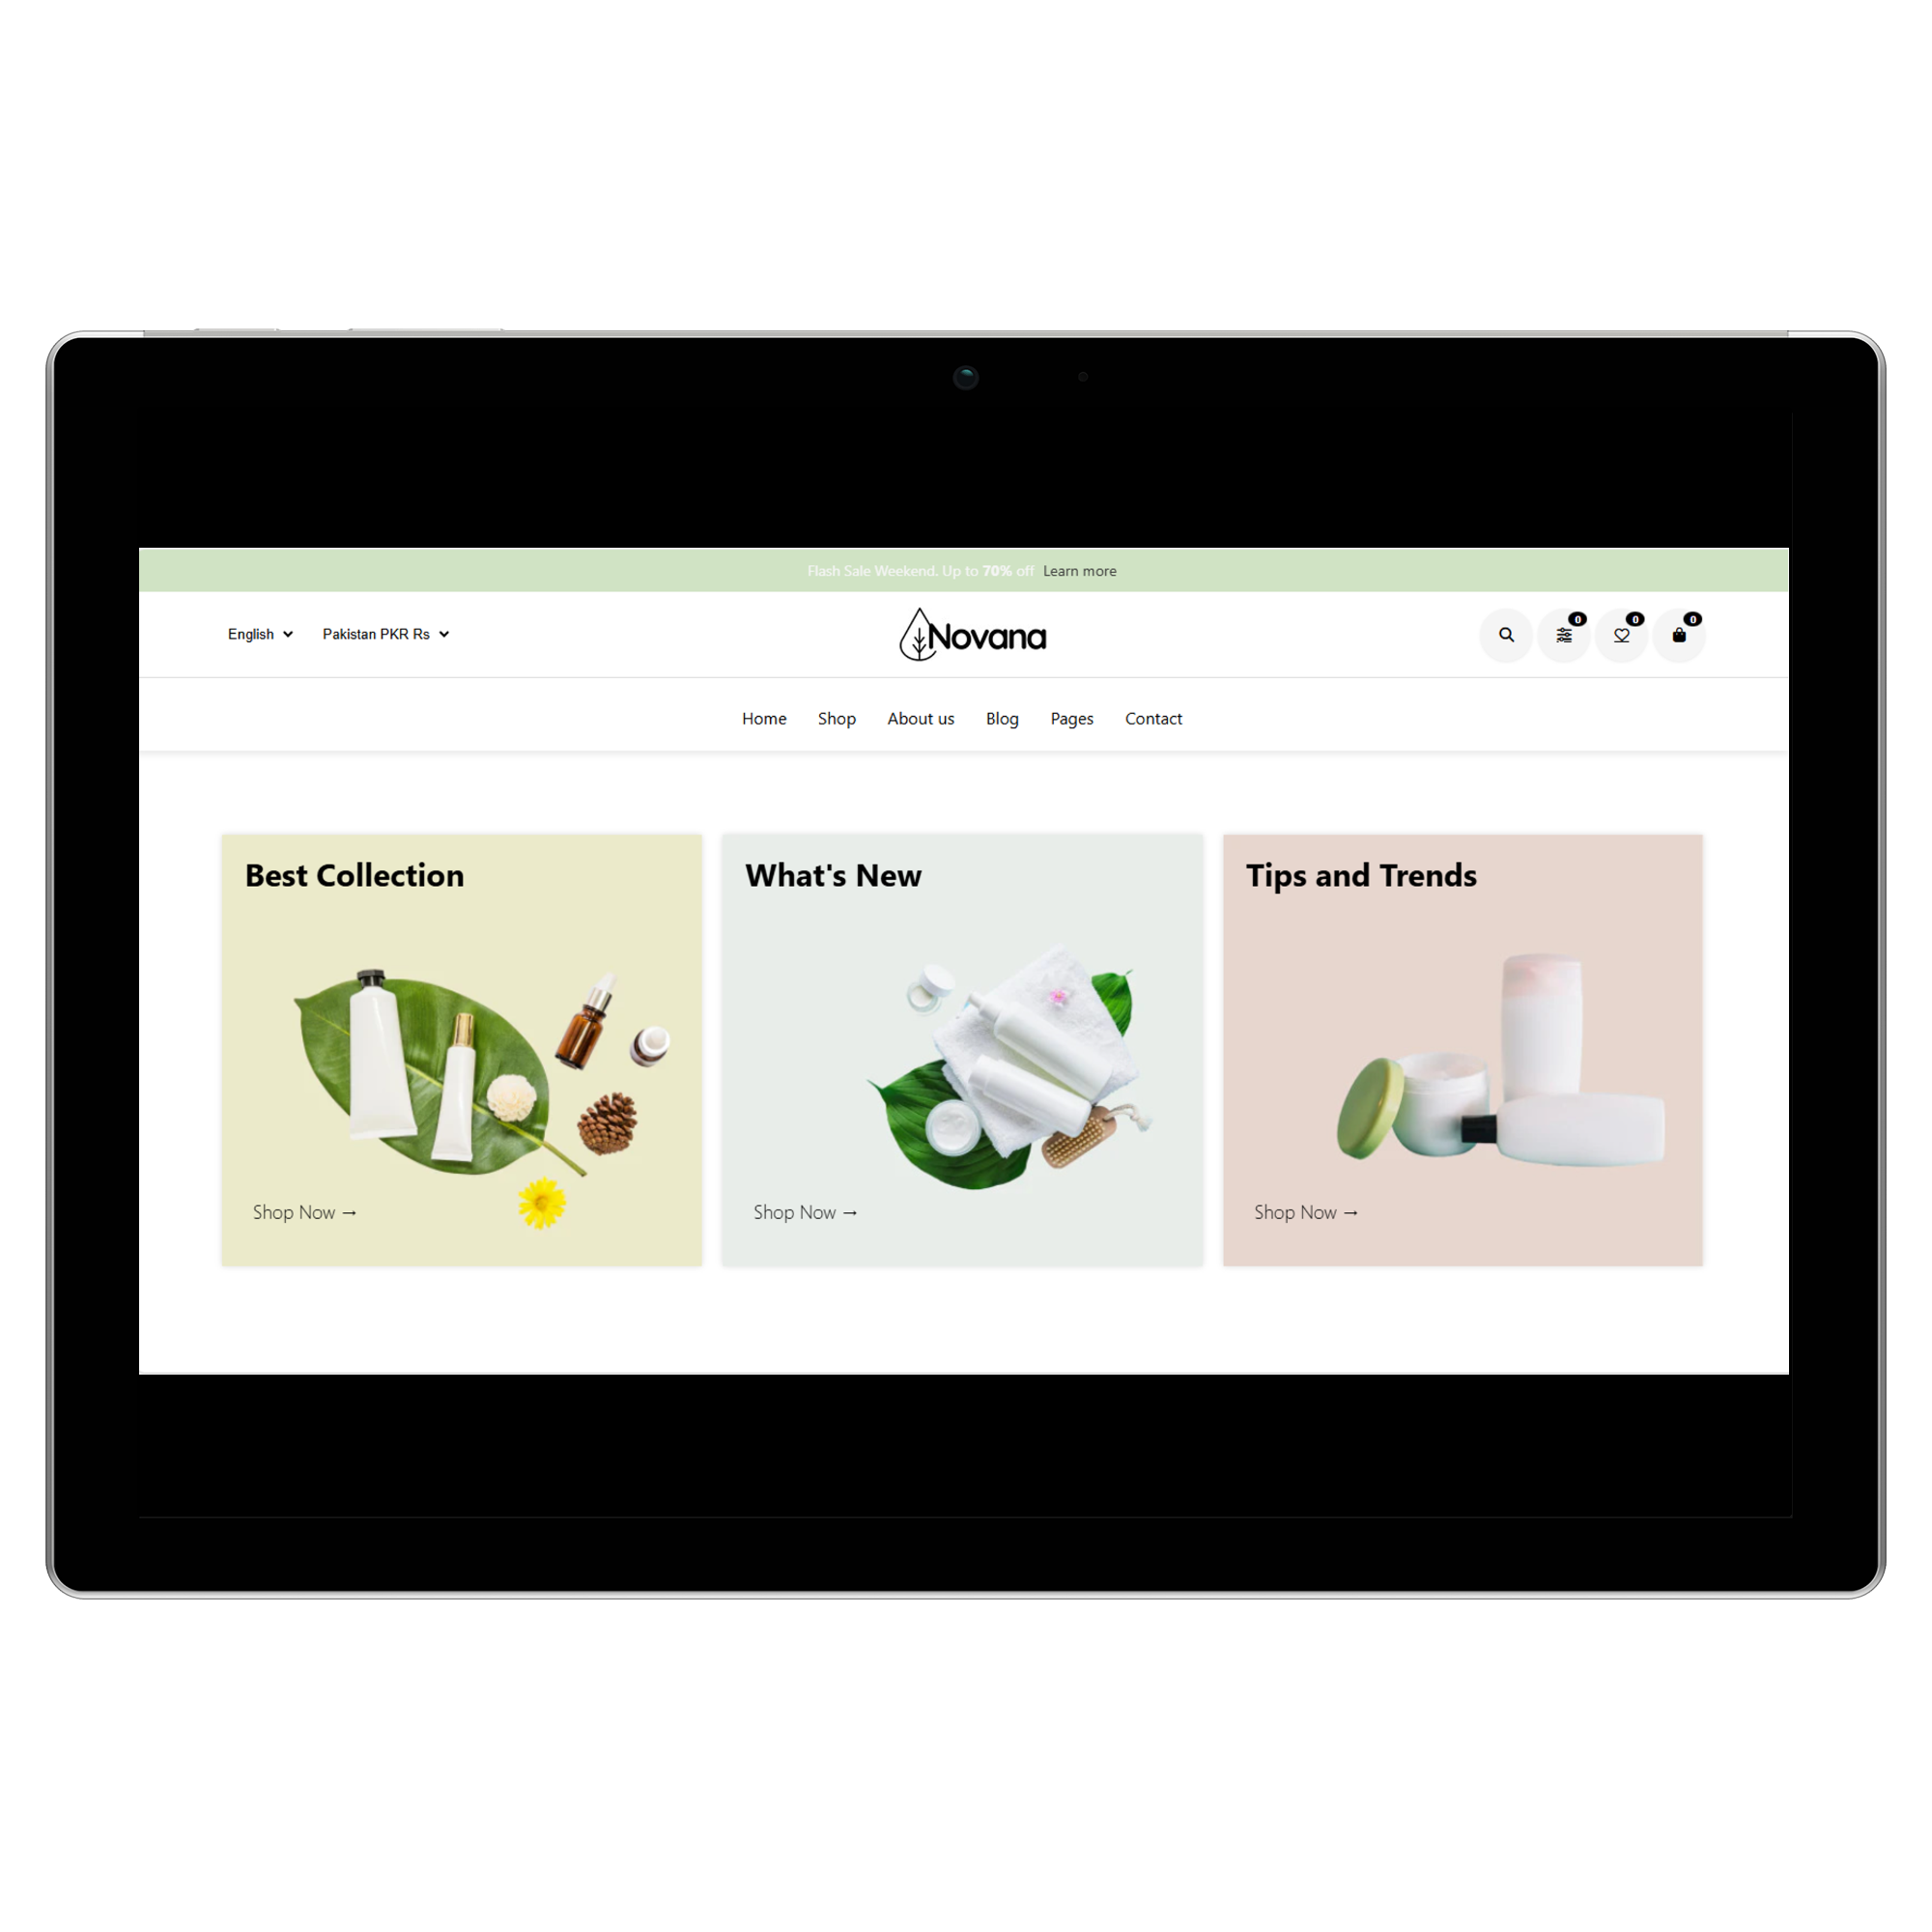 Flash Sale Weekend. Up to 70% off Learn more
English Pakistan PKR Rs
Novana
0 0 0
Home Shop About us Blog Pages Contact
Best Collection
Shop Now →
What's New
Shop Now →
Tips and Trends
Shop Now →